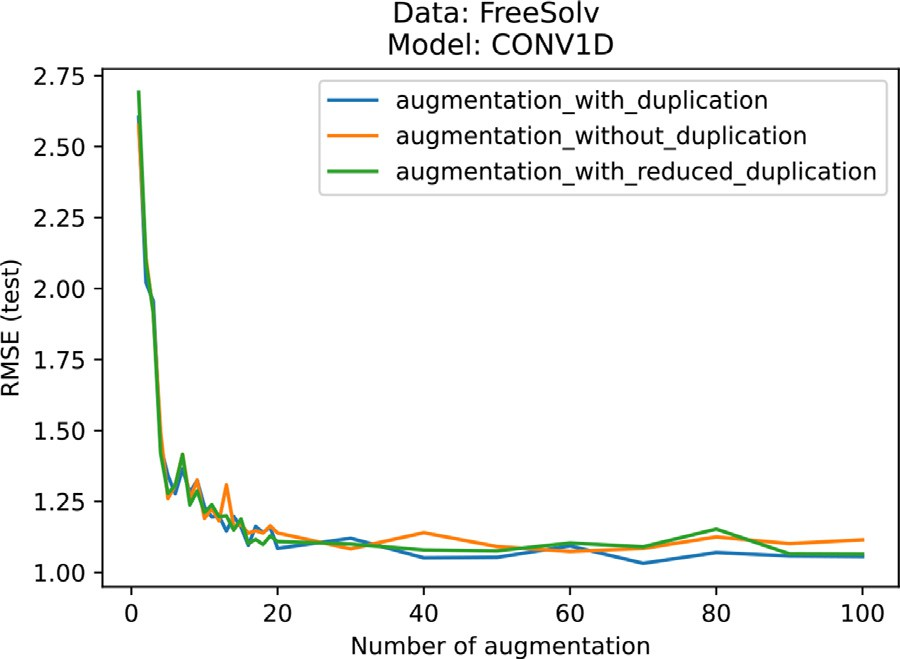 Data: FreeSolv
Model: CONV1D
2.75
2.50
2.25
2.00
1.75
1.50
1.25
1.00
RMSE (test)
augmentation_with_duplication
augmentation_without_duplication
augmentation_with_reduced_duplication
0 20 40 60 80 100
Number of augmentation